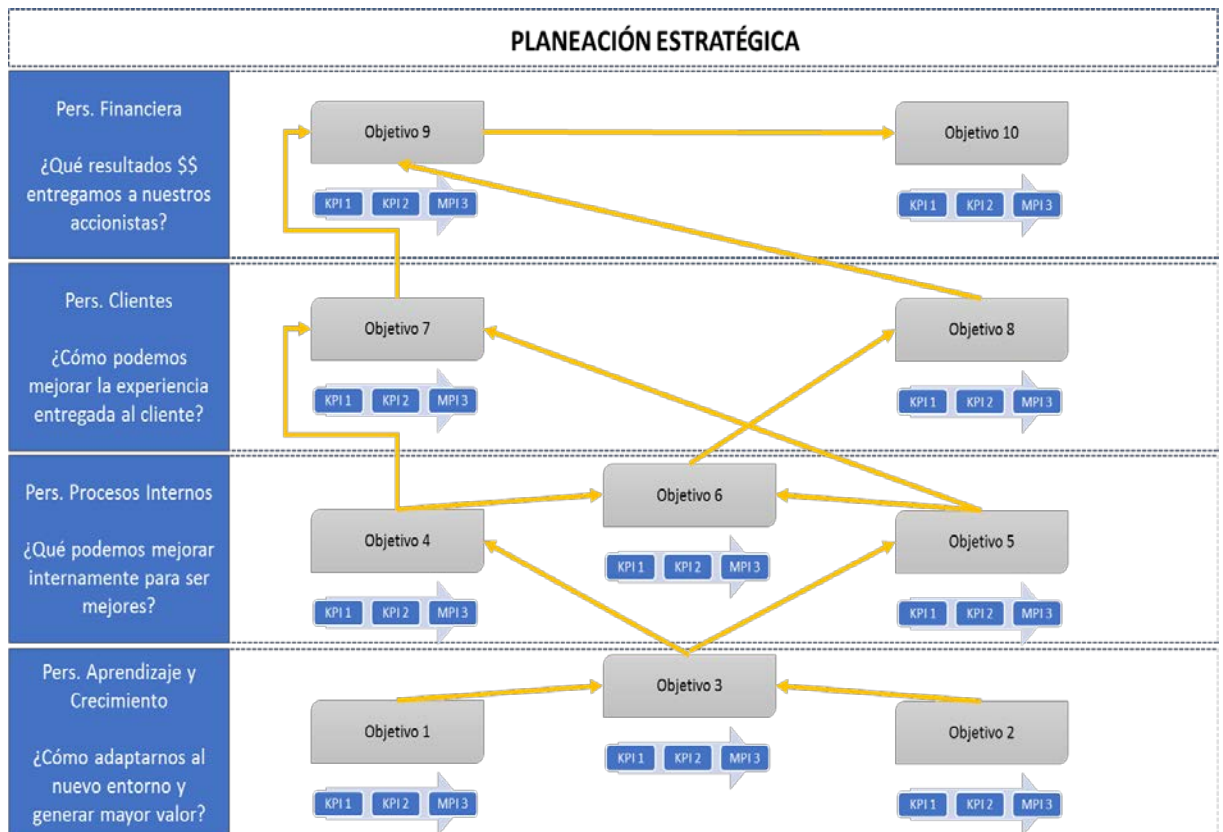 PLANEACIÓN ESTRATÉGICA
Pers. Financiera
¿Qué resultados $$
entregamos a nuestros
accionistas?
Objetivo 9
KPI 1 KPI 2 MPI 3
Objetivo 10
KPI 1 KPI 2 MPI 3
Pers. Clientes
¿Cómo podemos
mejorar la experiencia
entregada al cliente?
Objetivo 7
KPI 1 KPI 2 MPI 3
Objetivo 8
KPI 1 KPI 2 MPI 3
Pers. Procesos Internos
¿Qué podemos mejorar
internamente para ser
mejores?
Objetivo 4
KPI 1 KPI 2 MPI 3
Objetivo 6
KPI 1 KPI 2 MPI 3
Objetivo 5
KPI 1 KPI 2 MPI 3
Pers. Aprendizaje y
Crecimiento
¿Cómo adaptarnos al
nuevo entorno y
generar mayor valor?
Objetivo 1
KPI 1 KPI 2 MPI 3
Objetivo 3
KPI 1 KPI 2 MPI 3
Objetivo 2
KPI 1 KPI 2 MPI 3